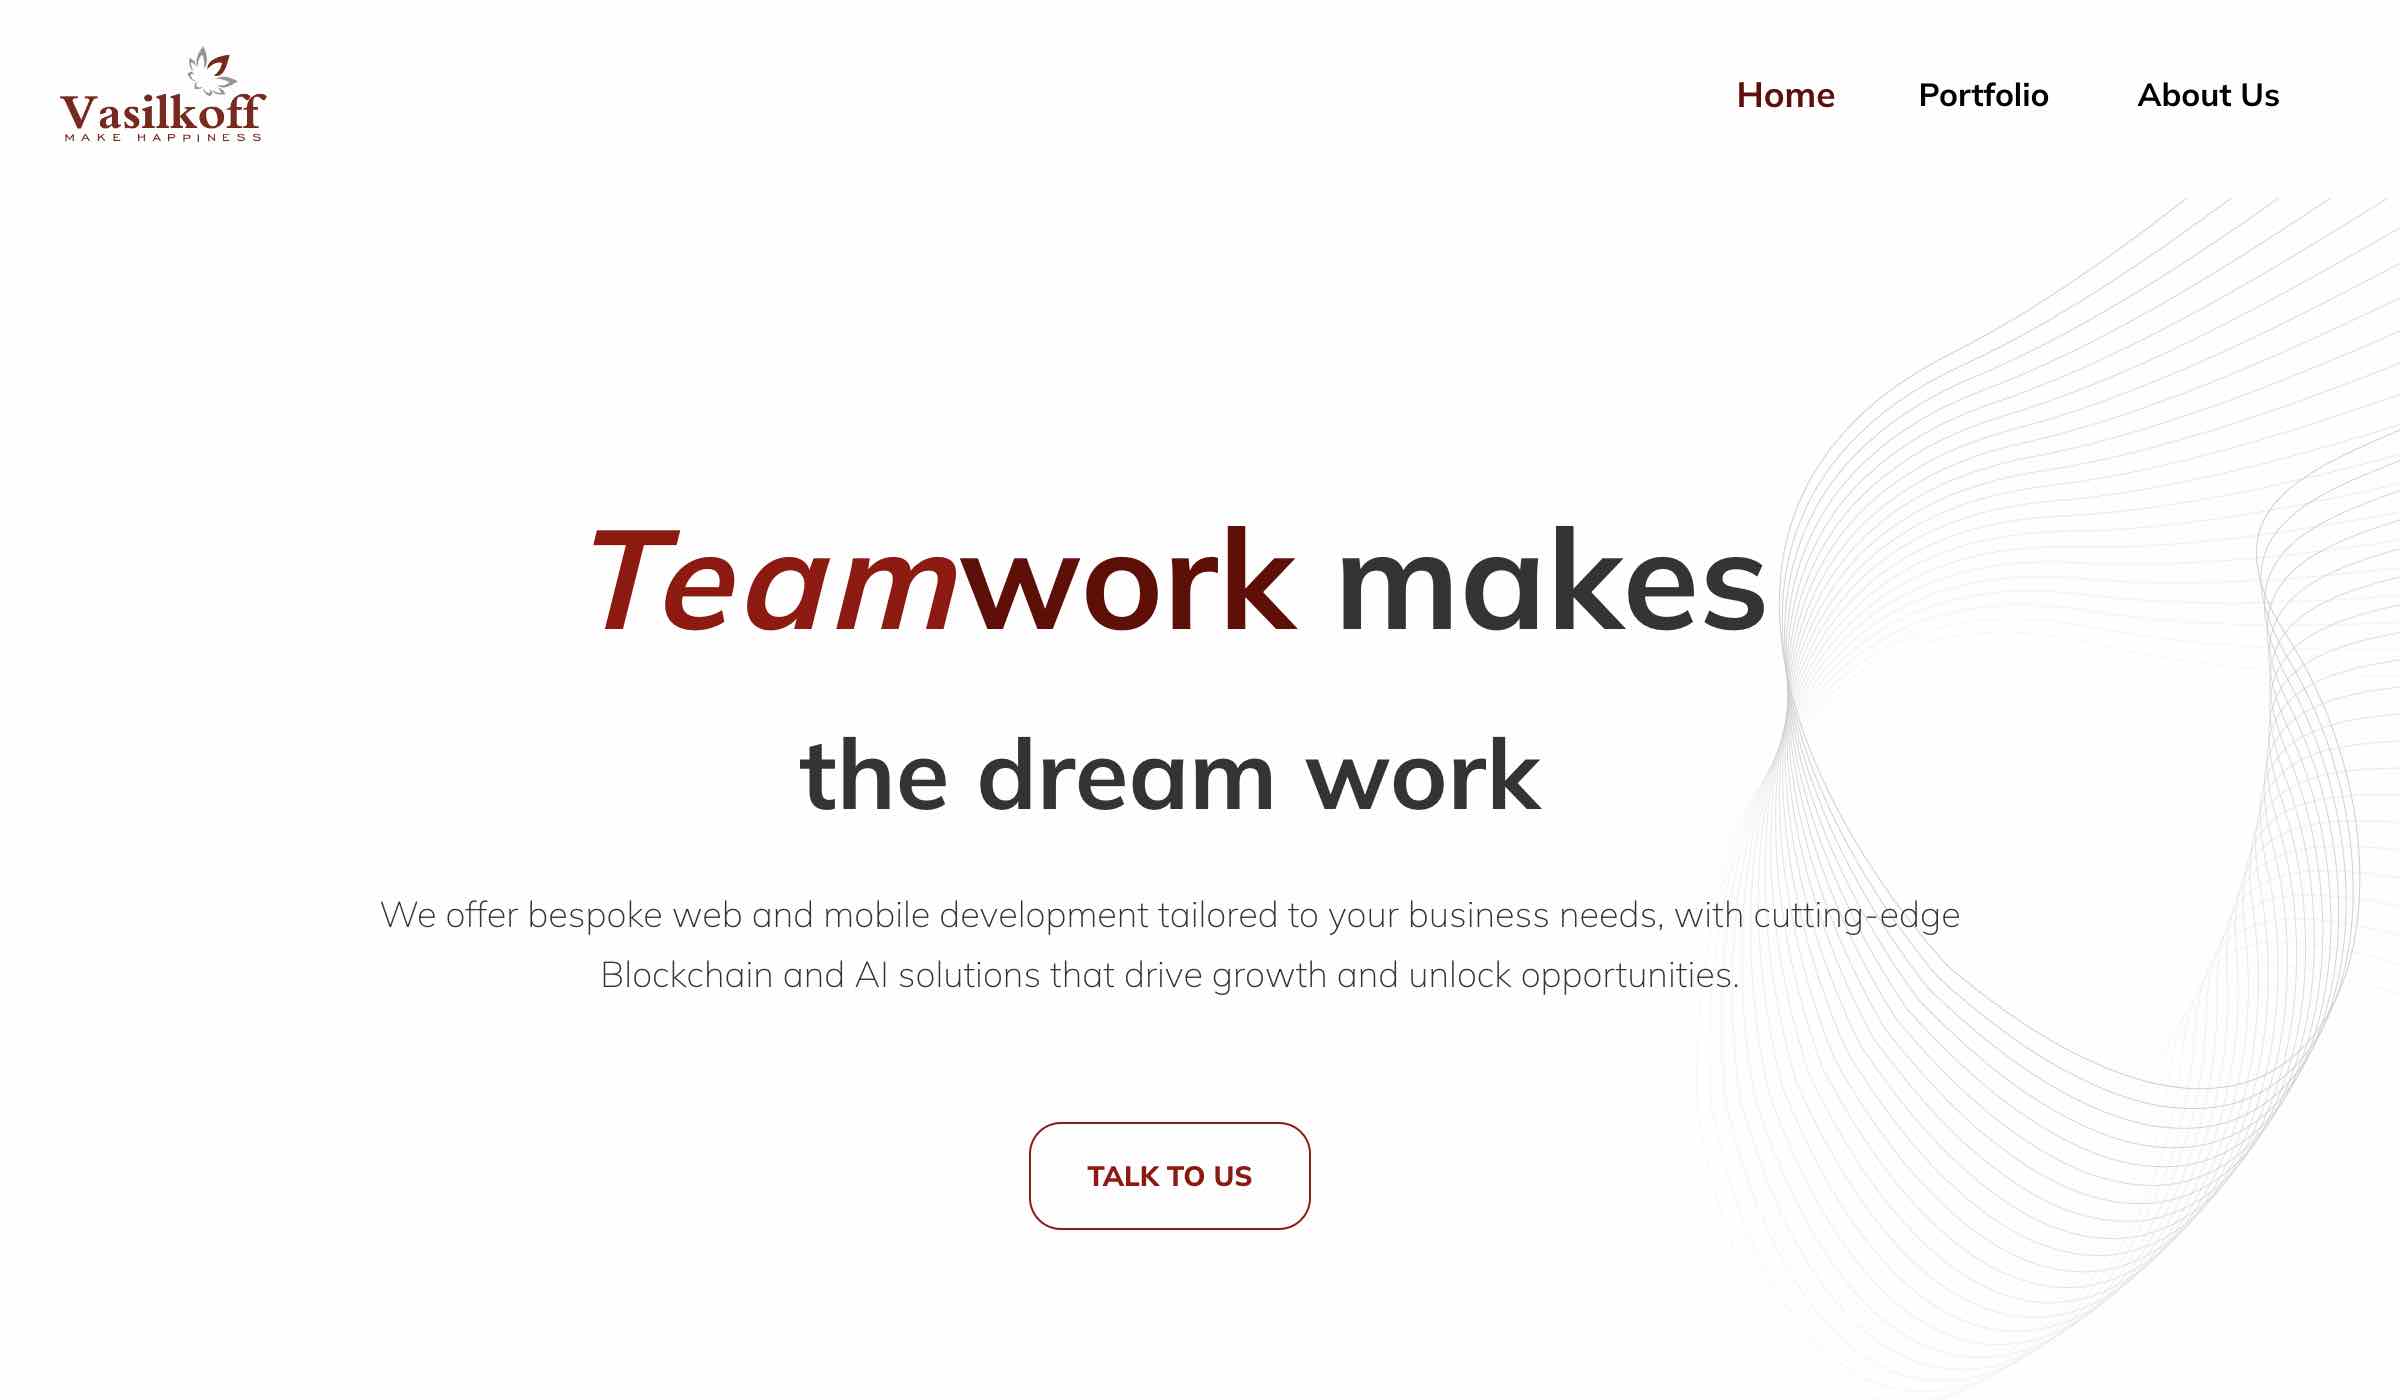 Vasilkoff
MAKE HAPPINESS
Home Portfolio About Us
Teamwork makes
the dream work
We offer bespoke web and mobile development tailored to your business needs, with cutting-edge
Blockchain and AI solutions that drive growth and unlock opportunities.
TALK TO US